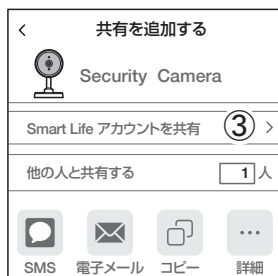 < 共有を追加する
Security Camera
Smart Life アカウントを共有 ③ >
他の人と共有する 1 人
SMS 電子メール コピー 詳細